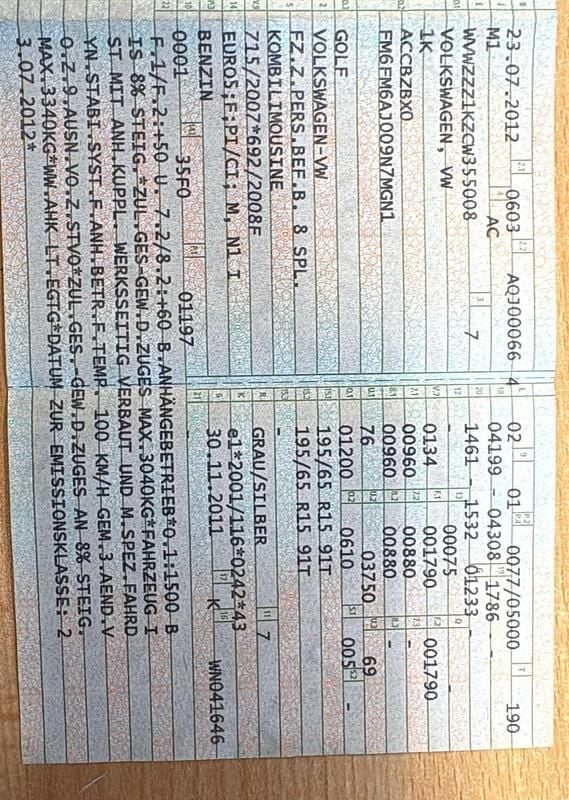 23.07.2012 0603 AQJ00066 4
M1 AC
WVWZZZ1KZCW355008 7
VOLKSWAGEN, VW
1K
ACCBZBX0
FM6FM6AJ009N7MGN1
GOLF
VOLKSWAGEN-VW
FZ.Z.PERS.BEF.B. 8 SPL.
KOMBILIMOUSINE
715/2007*692/2008F
EURO5;F;PI/CI; M, N1 I
BENZIN
0001 35F0 01197
02 01 0077/05000 190
04199 - 04308 1786 -
1461 - 1532 01233 -
00075 -
0134 001790 001790
00960 00880 -
00960 00880 -
76 03750 69
01200 0610 005 -
195/65 R15 91T
195/65 R15 91T
-
GRAU/SILBER 7
e1*2001/116*0242*43
30.11.2011 K WN041646
F.1/F.2:+50 U. 7.2/8.2:+60 B.ANHÄNGEBETRIEB*O.1:1500 B
IS 8% STEIG.*ZUL.GES-GEW.D.ZUGES MAX.3040KG*FAHRZEUG I
ST MIT ANH.KUPPL. WERKSSEITIG VERBAUT UND M.SPEZ.FAHRD
YN.STABI.SYST.F.ANH.BETR.F.TEMP. 100 KM/H GEM.3.AEND.V
O.Z.9.AUSN.VO.Z.STVO*ZUL.GES.-GEW.D.ZUGES AN 8% STEIG.
MAX.3340KG*WW.AHK LT.EGTG*DATUM ZUR EMISSIONSKLASSE: 2
3.07.2012*